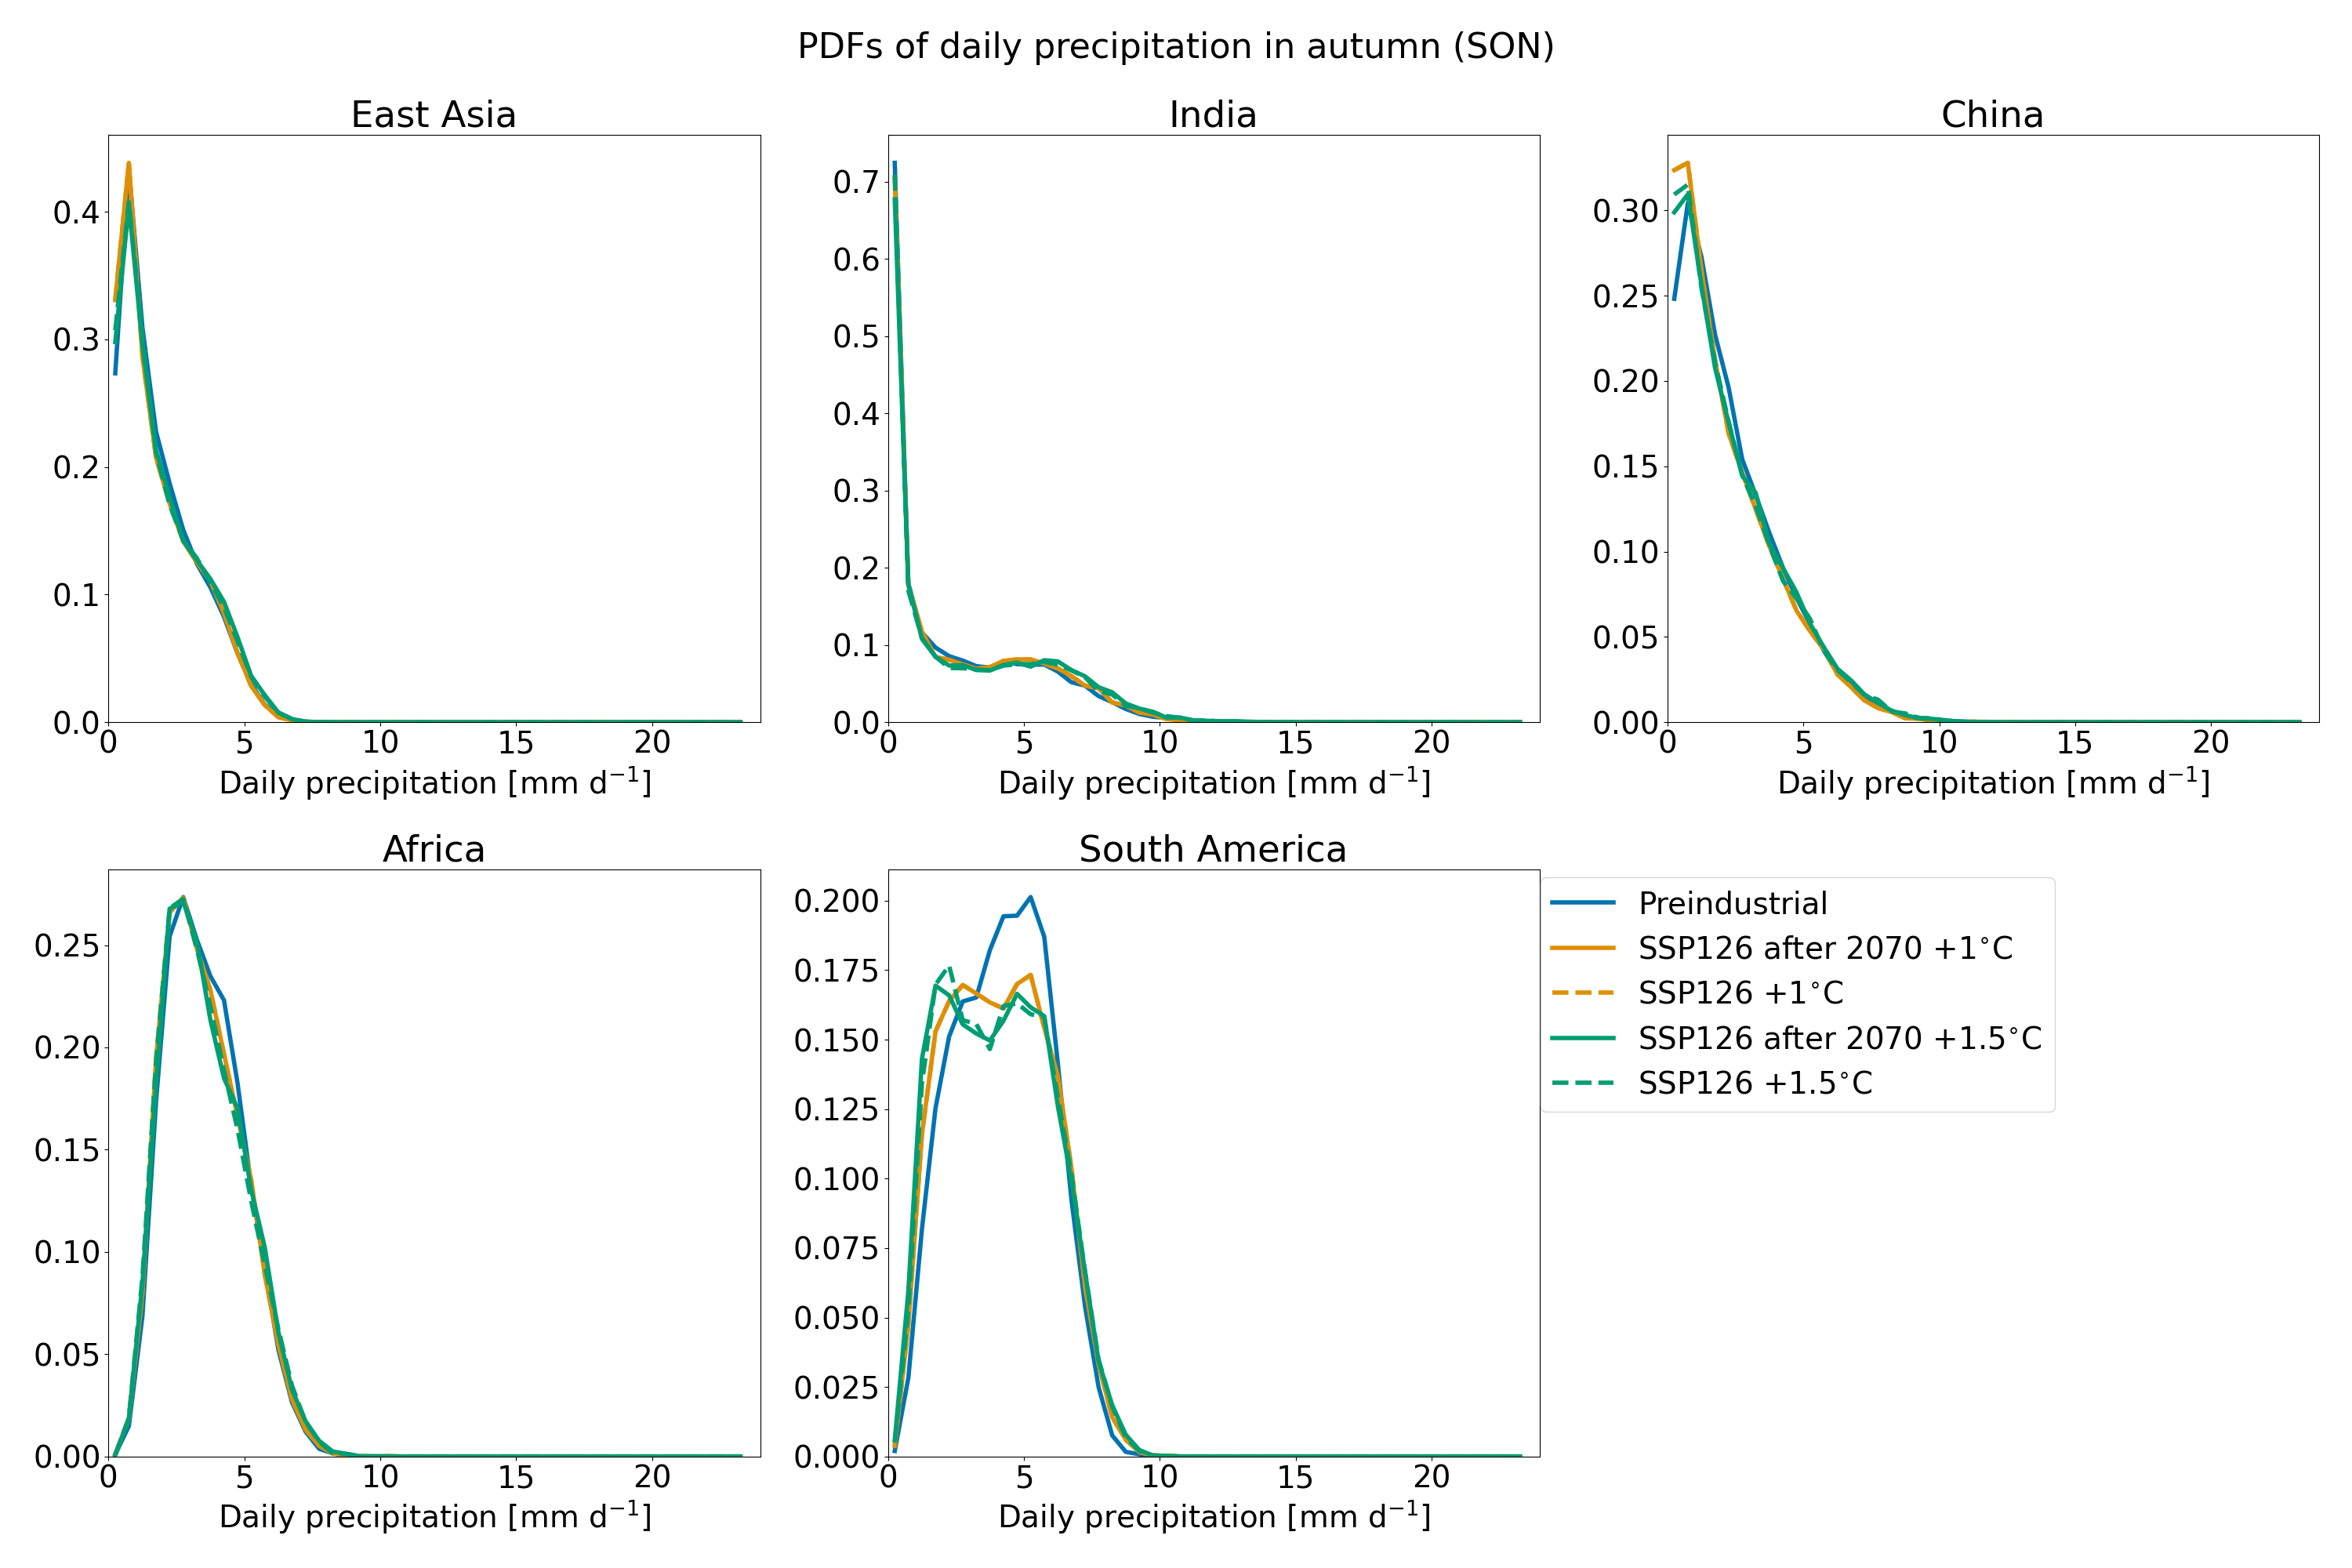 PDFs of daily precipitation in autumn (SON)
East Asia
0.4
0.3
0.2
0.1
0.0
0 5 10 15 20
Daily precipitation [mm d⁻¹]
India
0.7
0.6
0.5
0.4
0.3
0.2
0.1
0.0
0 5 10 15 20
Daily precipitation [mm d⁻¹]
China
0.30
0.25
0.20
0.15
0.10
0.05
0.00
0 5 10 15 20
Daily precipitation [mm d⁻¹]
Africa
0.25
0.20
0.15
0.10
0.05
0.00
0 5 10 15 20
Daily precipitation [mm d⁻¹]
South America
0.200
0.175
0.150
0.125
0.100
0.075
0.050
0.025
0.000
0 5 10 15 20
Daily precipitation [mm d⁻¹]
Preindustrial
SSP126 after 2070 +1°C
SSP126 +1°C
SSP126 after 2070 +1.5°C
SSP126 +1.5°C